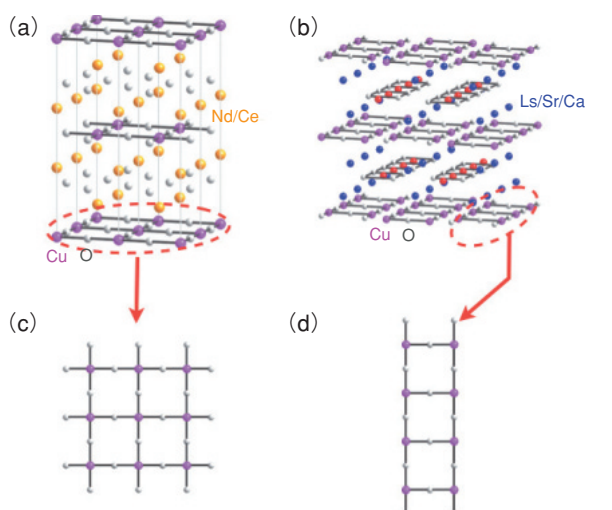 (a)
(b)
Nd/Ce
Ls/Sr/Ca
Cu O
Cu O
(c)
(d)